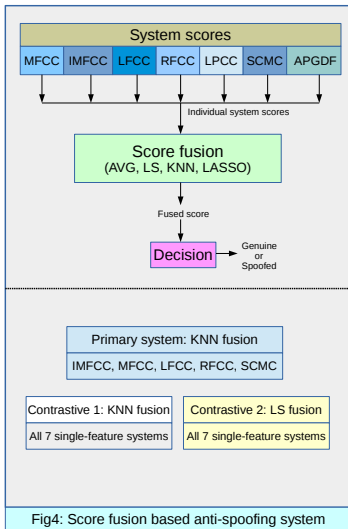 System scores
MFCC IMFCC LFCC RFCC LPCC SCMC APGDF
Individual system scores
Score fusion
(AVG, LS, KNN, LASSO)
Fused score
Decision
Genuine
or
Spoofed
Primary system: KNN fusion
IMFCC, MFCC, LFCC, RFCC, SCMC
Contrastive 1: KNN fusion
All 7 single-feature systems
Contrastive 2: LS fusion
All 7 single-feature systems
Fig4: Score fusion based anti-spoofing system